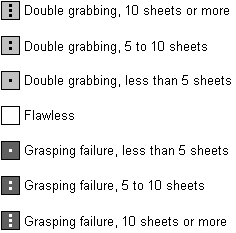 Double grabbing, 10 sheets or more
Double grabbing, 5 to 10 sheets
Double grabbing, less than 5 sheets
Flawless
Grasping failure, less than 5 sheets
Grasping failure, 5 to 10 sheets
Grasping failure, 10 sheets or more